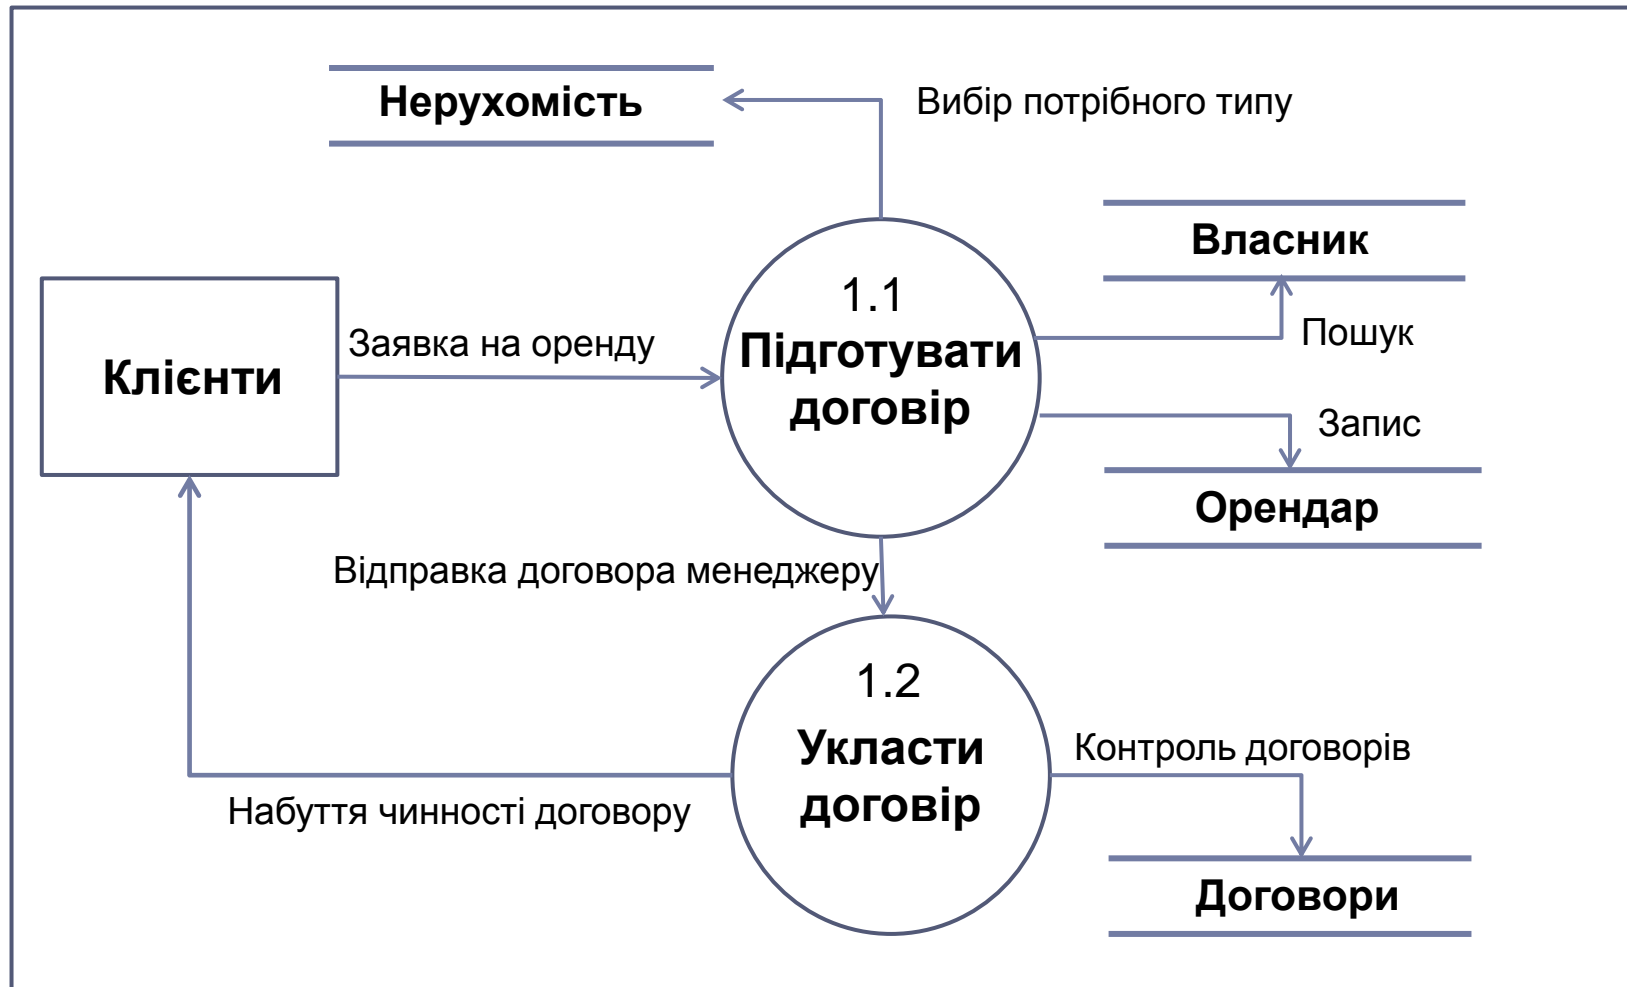 Нерухомість
Вибір потрібного типу
Власник
1.1
Підготувати
договір
Пошук
Заявка на оренду
Клієнти
Запис
Орендар
Відправка договора менеджеру
1.2
Укласти
договір
Контроль договорів
Набуття чинності договору
Договори